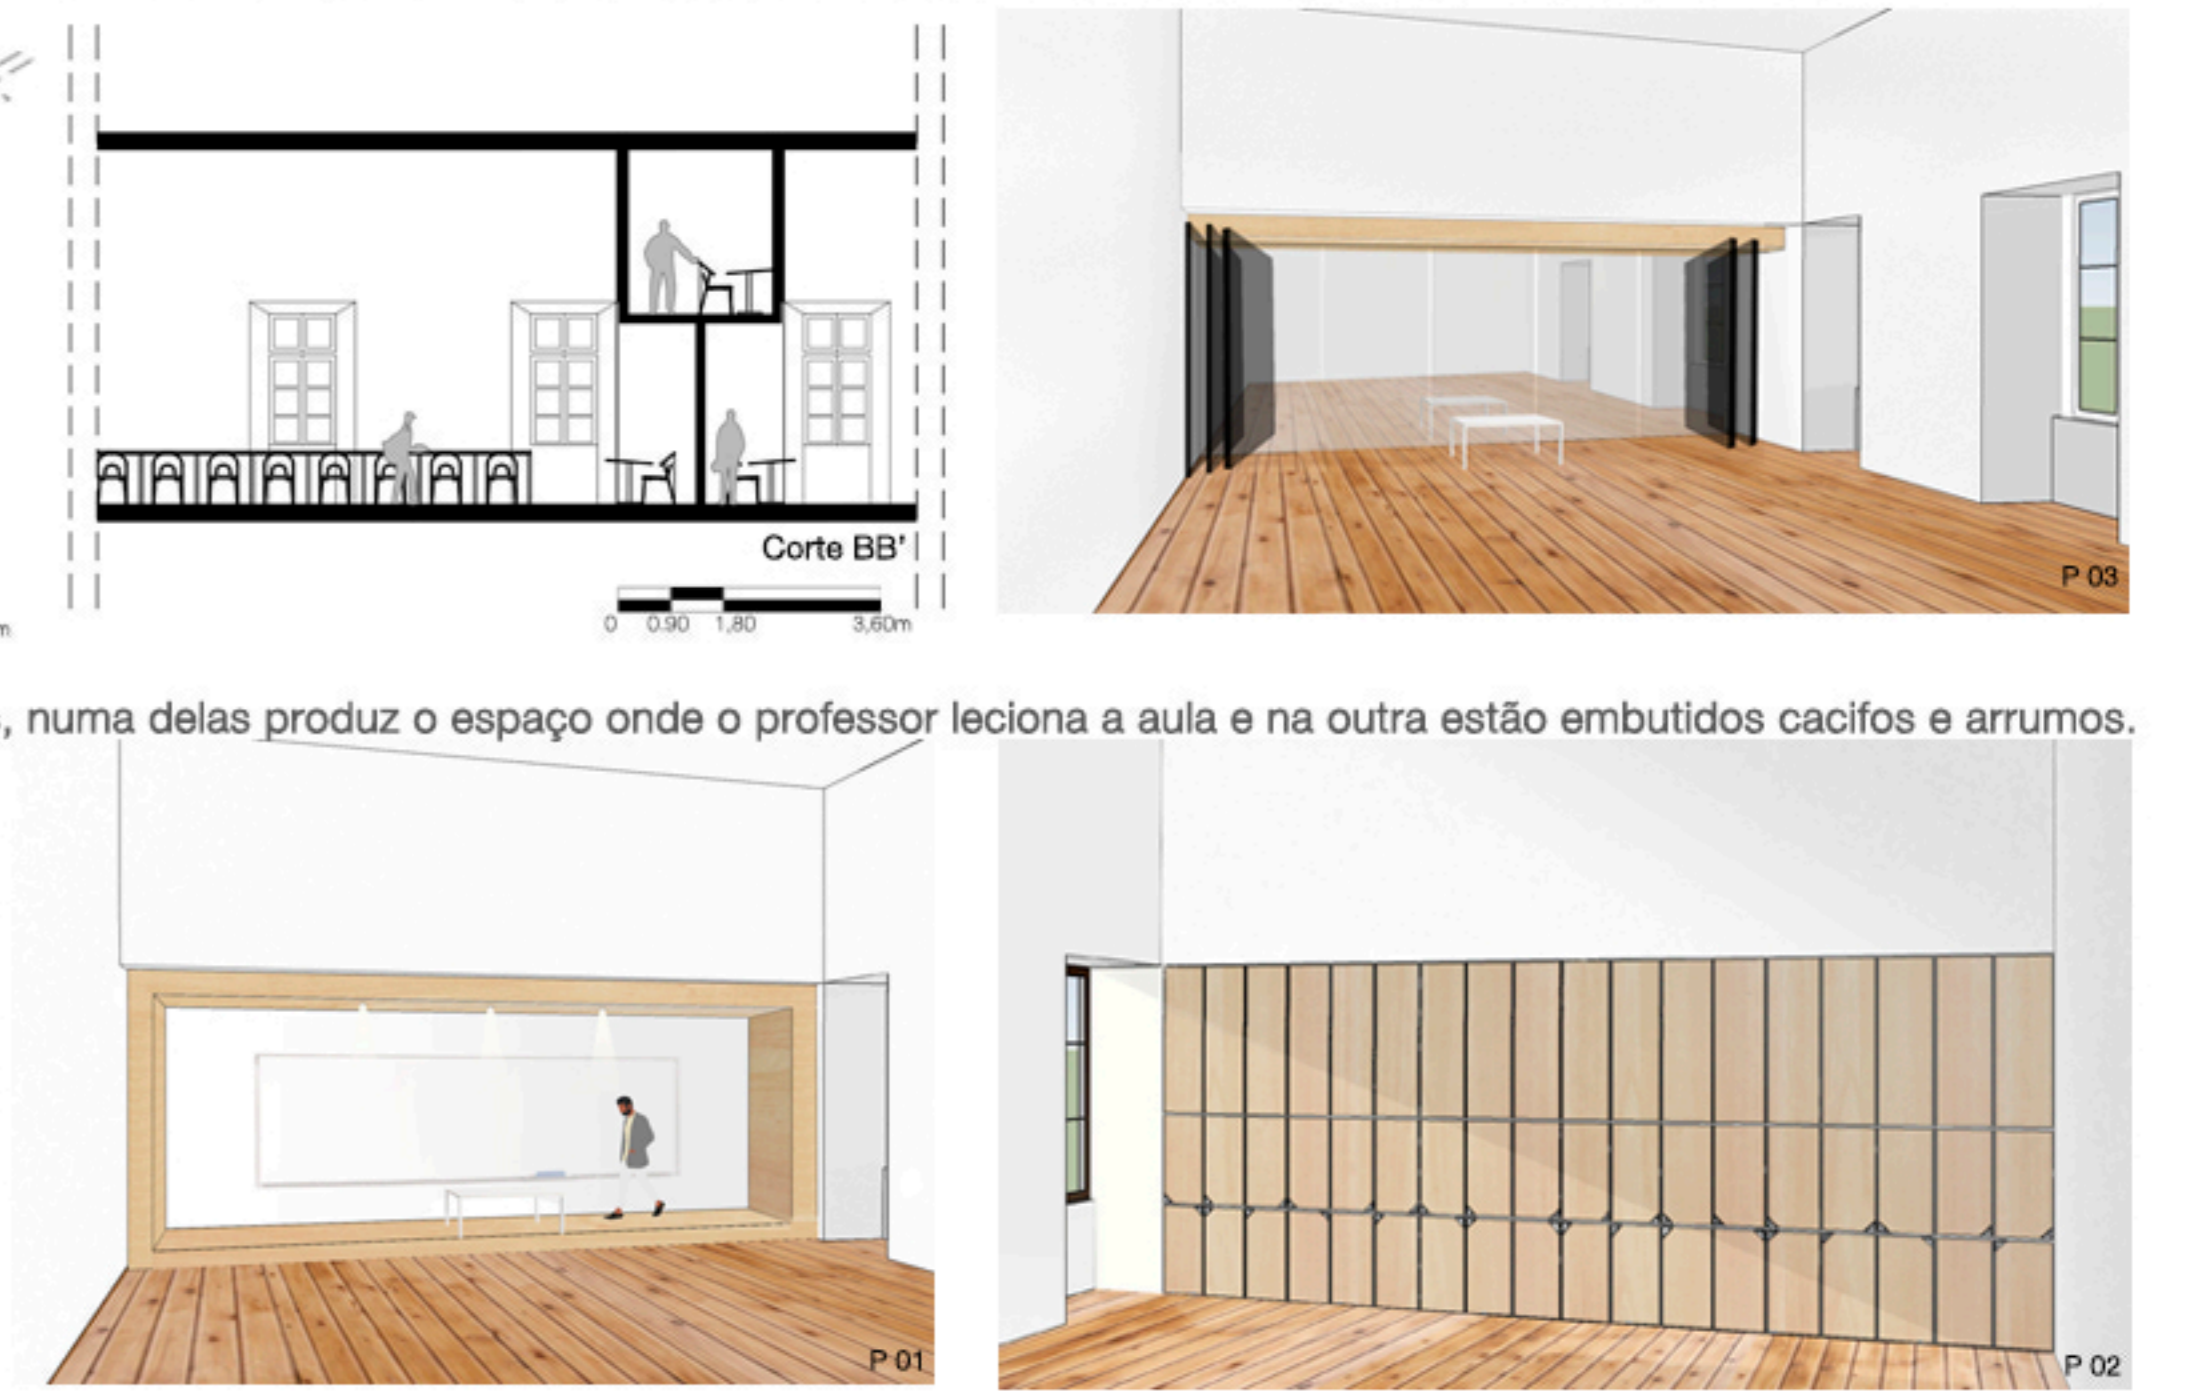 Corte BB’
0 0.90 1,80 3,60m
P 03
m
, numa delas produz o espaço onde o professor leciona a aula e na outra estão embutidos cacifos e arrumos.
P 01
P 02